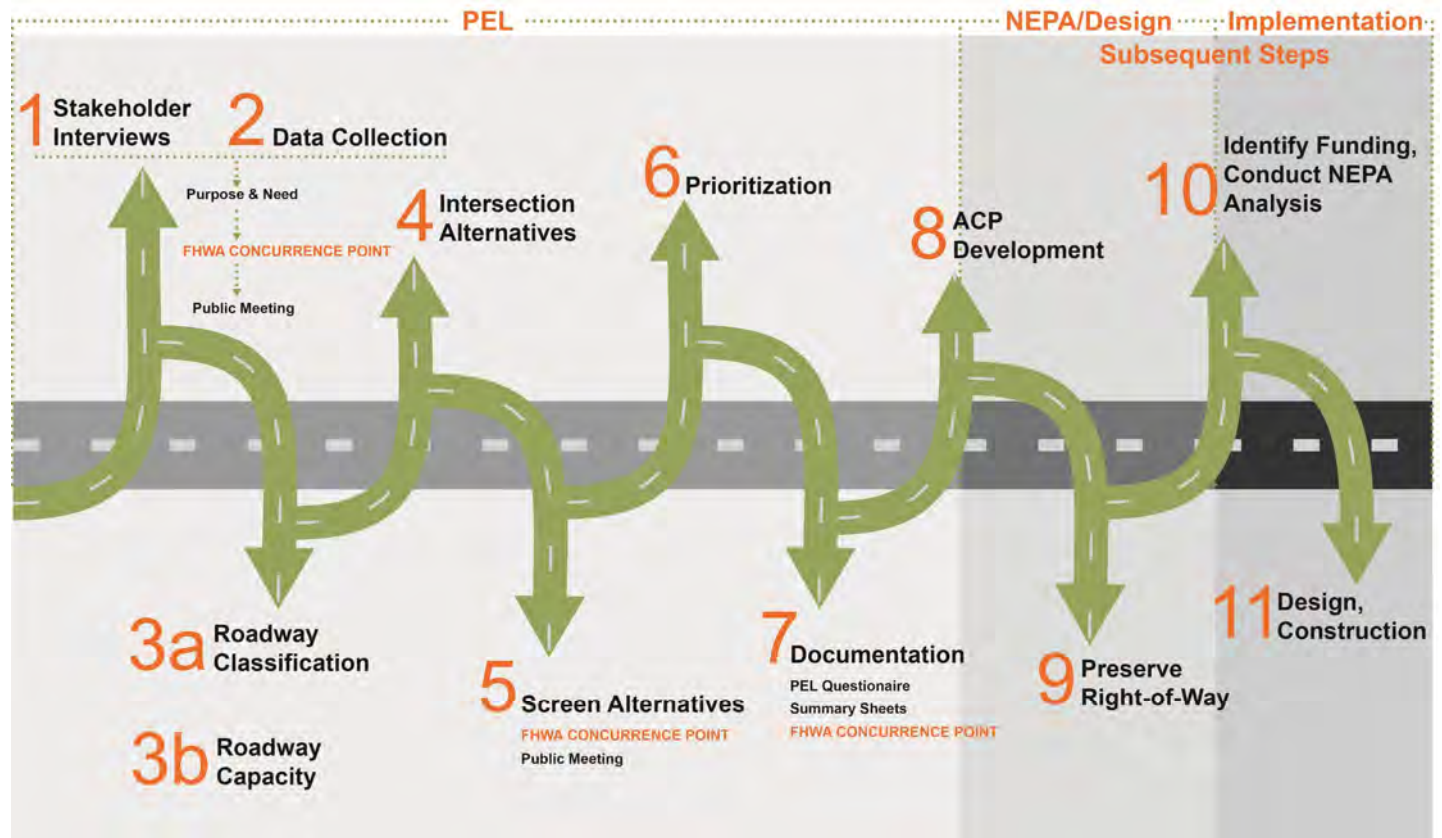 PEL
NEPA/Design
Implementation
Subsequent Steps
1 Stakeholder
Interviews
2 Data Collection
Purpose & Need
FHWA CONCURRENCE POINT
Public Meeting
3a Roadway
Classification
3b Roadway
Capacity
4 Intersection
Alternatives
5 Screen Alternatives
FHWA CONCURRENCE POINT
Public Meeting
6 Prioritization
7 Documentation
PEL Questionaire
Summary Sheets
FHWA CONCURRENCE POINT
8 ACP
Development
9 Preserve
Right-of-Way
10 Identify Funding,
Conduct NEPA
Analysis
11 Design,
Construction